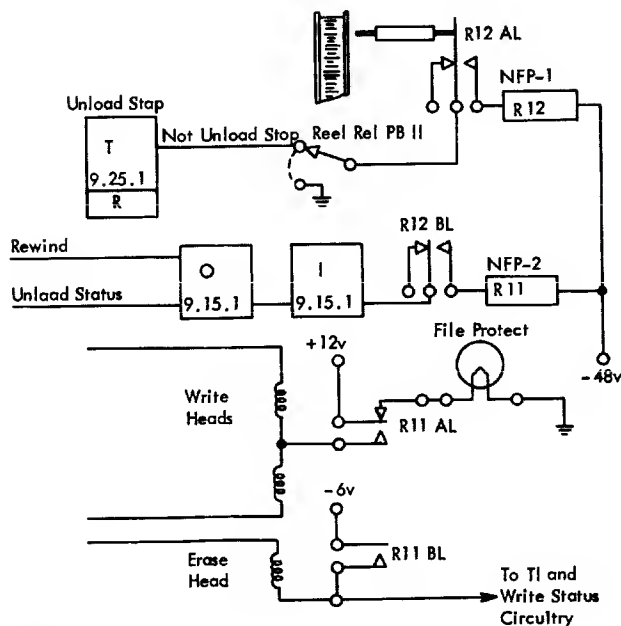 R12 AL
NFP-1
R12
Unload Stap
T
9.25.1
R
Not Unload Stop
Reel Rel PB II
R12 BL
NFP-2
R11
Rewind
Unlaad Status
O
9.15.1
I
9.15.1
File Protect
-48v
+12v
Write
Heads
R11 AL
-6v
R11 BL
Erase
Head
To TI and
Write Status
Circuitry